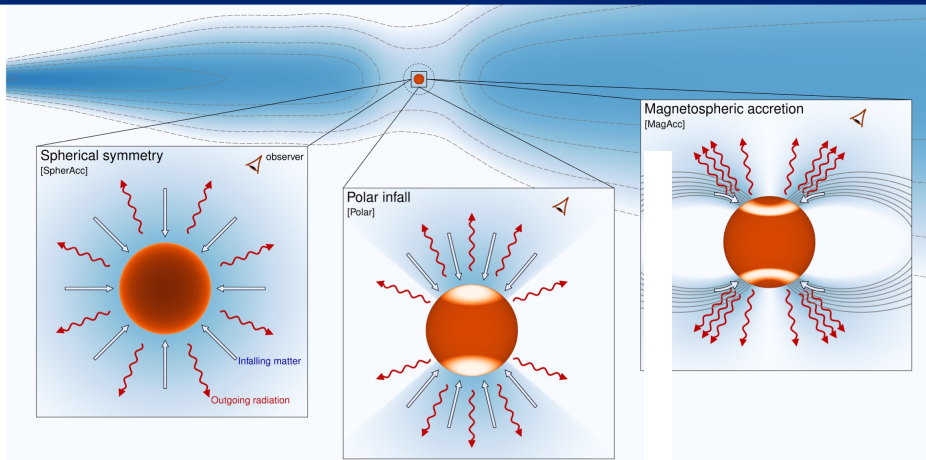 Magnetospheric accretion
[MagAcc]
Spherical symmetry
[SpherAcc]
observer
Polar infall
[Polar]
Infalling matter
Outgoing radiation